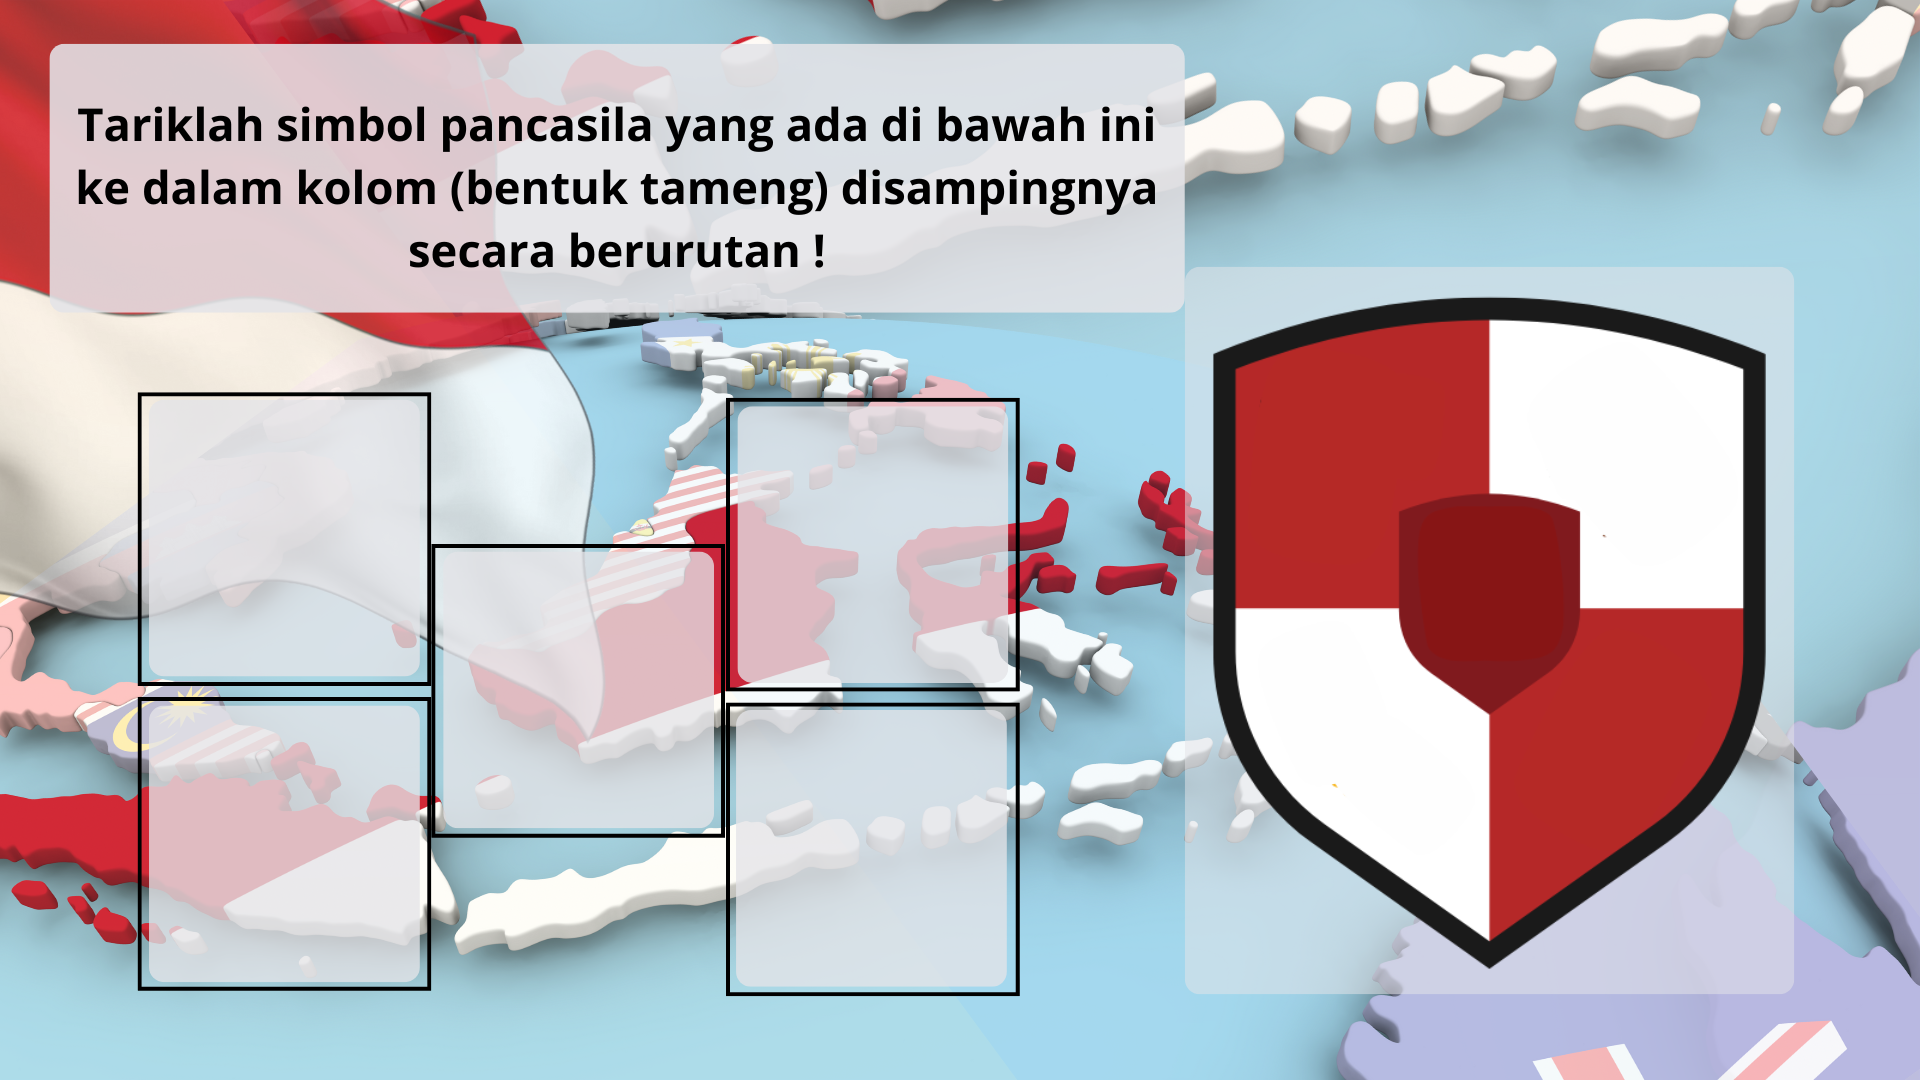 Tariklah simbol pancasila yang ada di bawah ini
ke dalam kolom (bentuk tameng) disampingnya
secara berurutan !